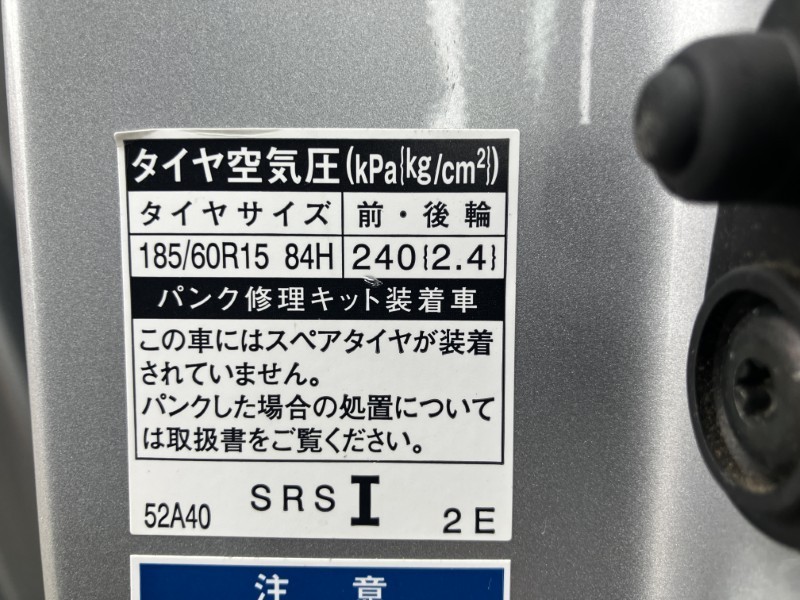 タイヤ空気圧(kPa{kg/cm²})
タイヤサイズ 前・後輪
185/60R15 84H 240{2.4}
パンク修理キット装着車
この車にはスペアタイヤが装着
されていません。
パンクした場合の処置について
は取扱書をご覧ください。
52A40 SRS I 2E
注意